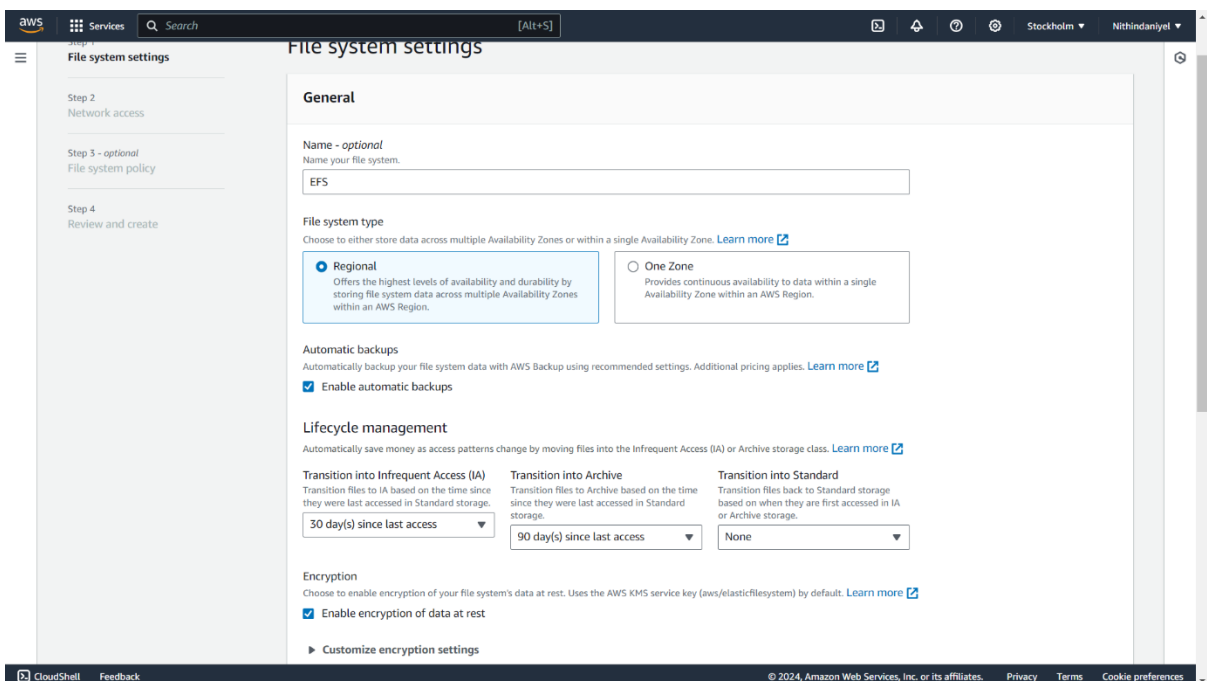 aws
Services
Search
[Alt+S]
Stockholm
Nithindaniyel
Step 1
File system settings
Step 2
Network access
Step 3 - optional
File system policy
Step 4
Review and create
File system settings
General
Name - optional
Name your file system.
EFS
File system type
Choose to either store data across multiple Availability Zones or within a single Availability Zone. Learn more
Regional
Offers the highest levels of availability and durability by
storing file system data across multiple Availability Zones
within an AWS Region.
One Zone
Provides continuous availability to data within a single
Availability Zone within an AWS Region.
Automatic backups
Automatically backup your file system data with AWS Backup using recommended settings. Additional pricing applies. Learn more
Enable automatic backups
Lifecycle management
Automatically save money as access patterns change by moving files into the Infrequent Access (IA) or Archive storage class. Learn more
Transition into Infrequent Access (IA)
Transition files to IA based on the time since
they were last accessed in Standard storage.
30 day(s) since last access
Transition into Archive
Transition files to Archive based on the time
since they were last accessed in Standard
storage.
90 day(s) since last access
Transition into Standard
Transition files back to Standard storage
based on when they are first accessed in IA
or Archive storage.
None
Encryption
Choose to enable encryption of your file system's data at rest. Uses the AWS KMS service key (aws/elasticfilesystem) by default. Learn more
Enable encryption of data at rest
Customize encryption settings
CloudShell
Feedback
© 2024, Amazon Web Services, Inc. or its affiliates.
Privacy
Terms
Cookie preferences